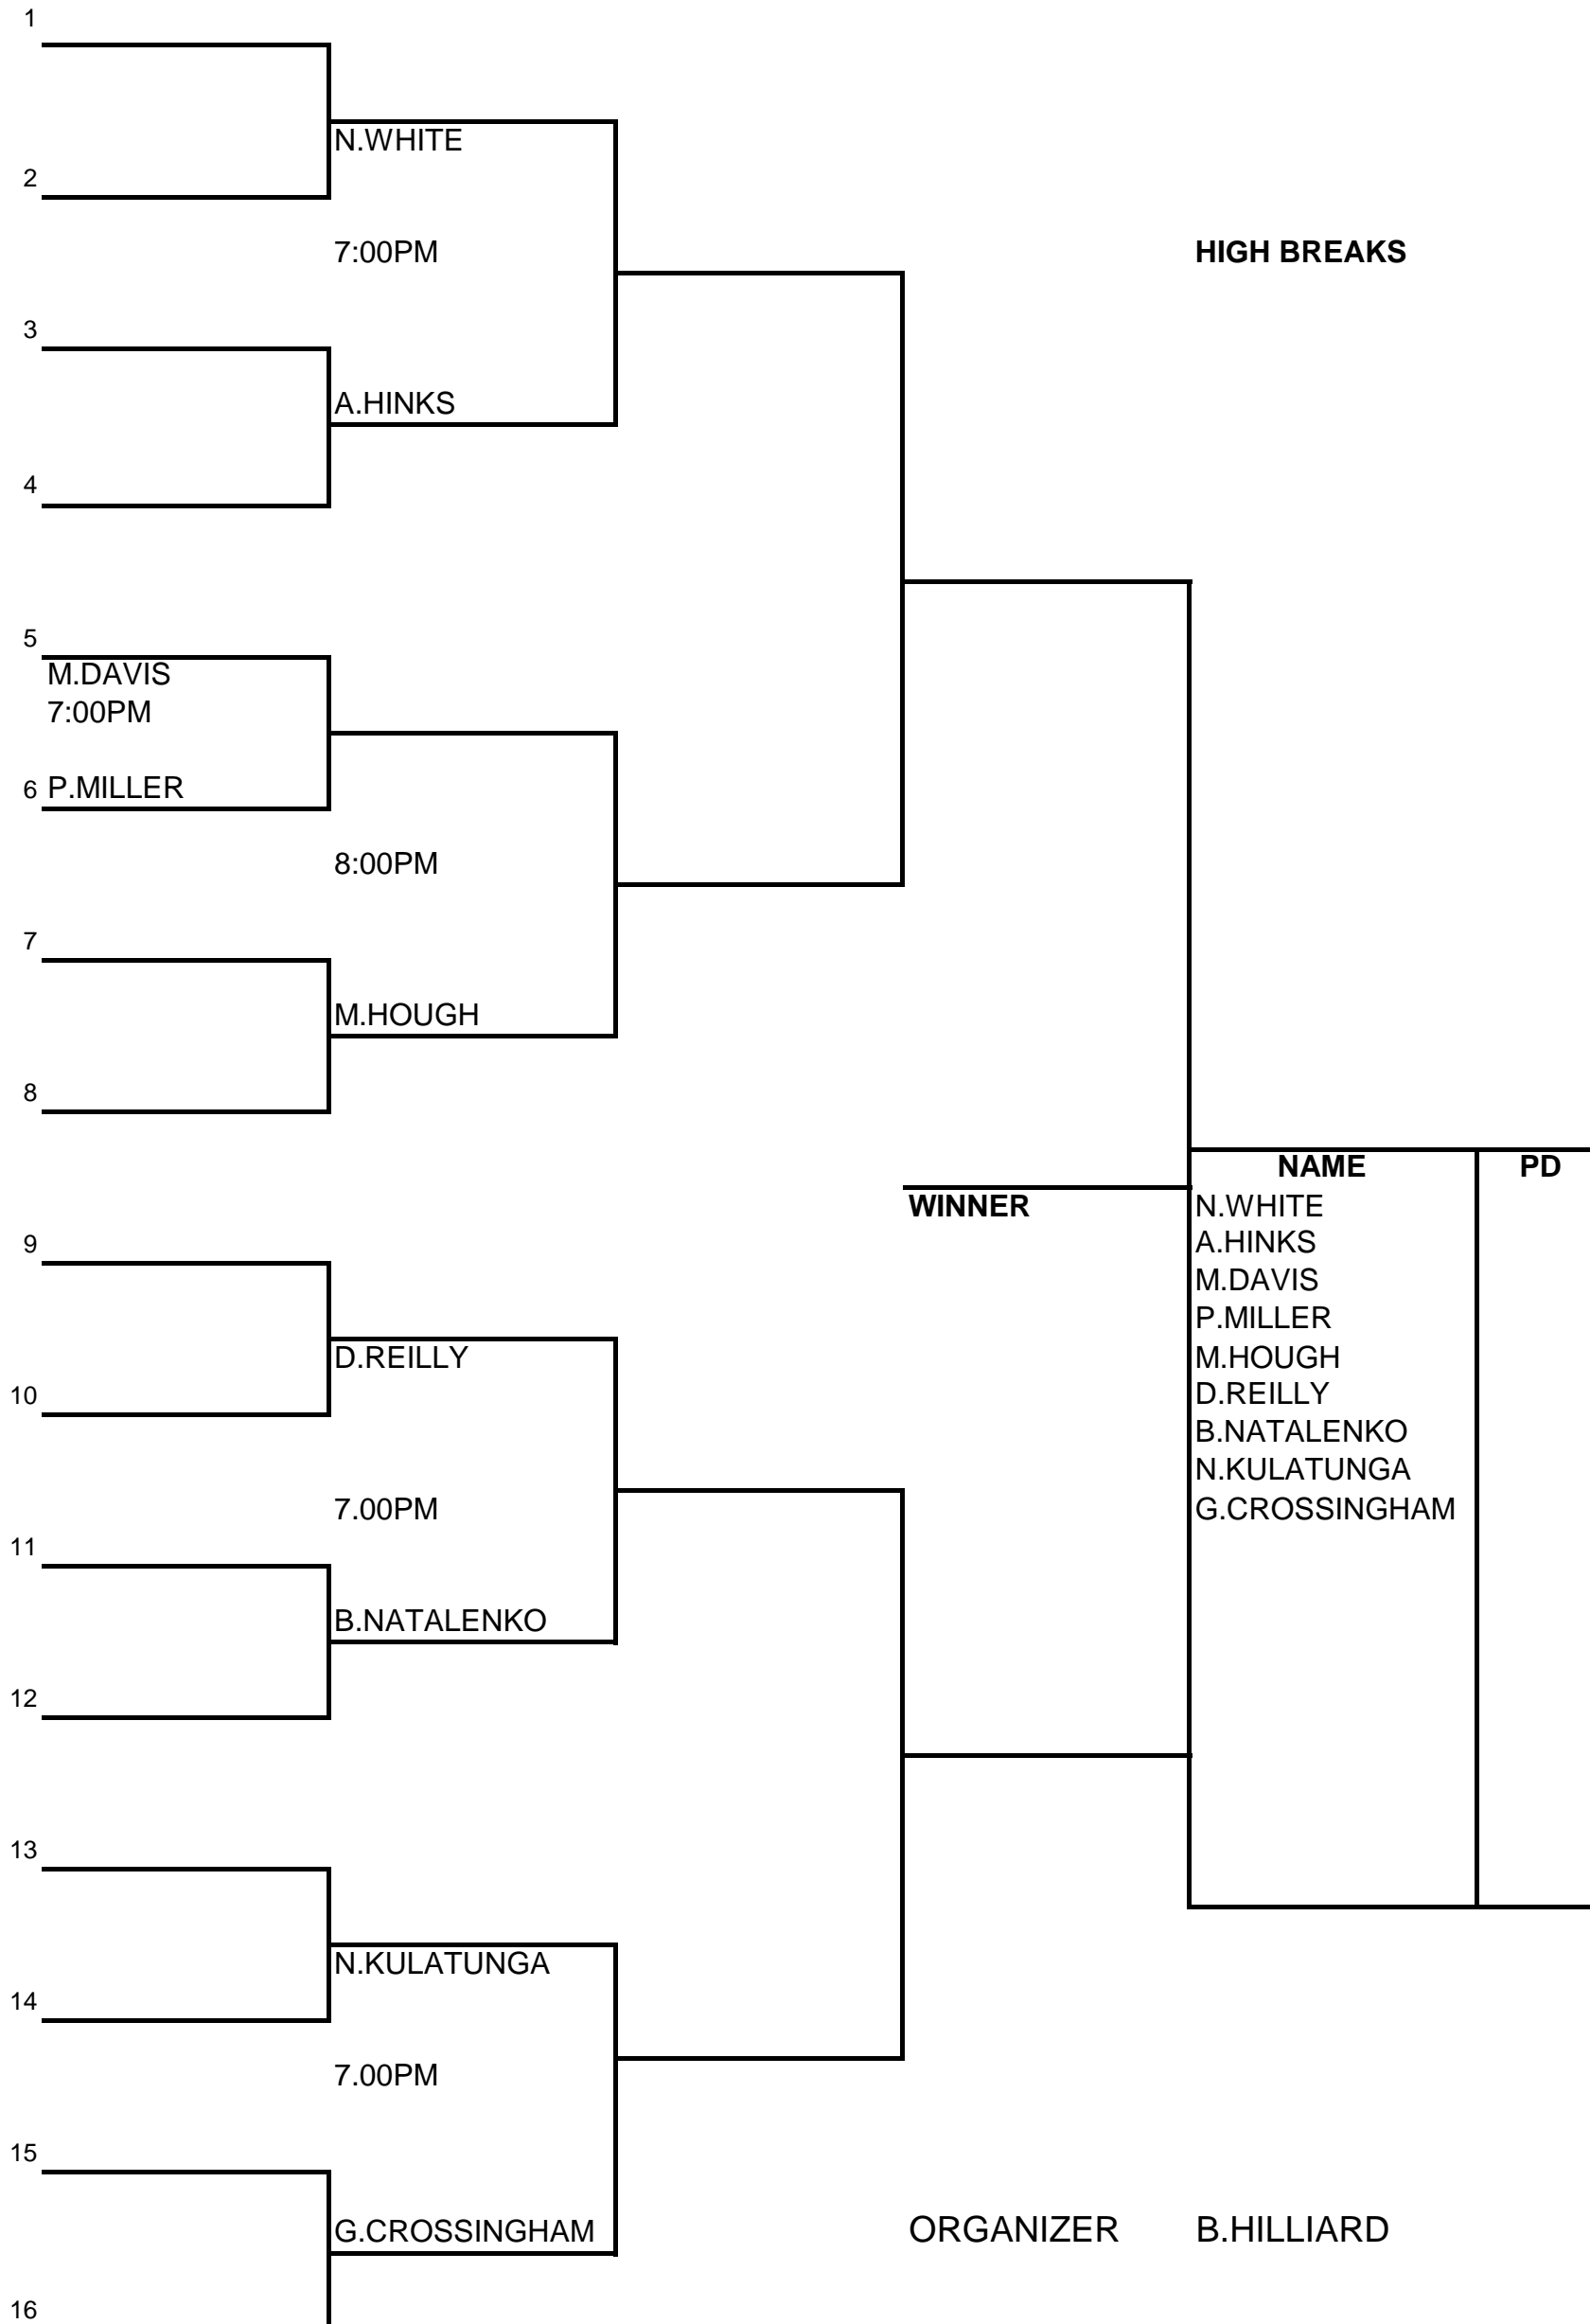 1
N.WHITE
2
7:00PM
HIGH BREAKS
3
A.HINKS
4
5
M.DAVIS
7:00PM
6 P.MILLER
8:00PM
7
M.HOUGH
8
NAME PD
WINNER N.WHITE
A.HINKS
9
M.DAVIS
P.MILLER
D.REILLY M.HOUGH
10 D.REILLY
B.NATALENKO
N.KULATUNGA
7.00PM G.CROSSINGHAM
11
B.NATALENKO
12
13
N.KULATUNGA
14
7.00PM
15
G.CROSSINGHAM ORGANIZER B.HILLIARD
16